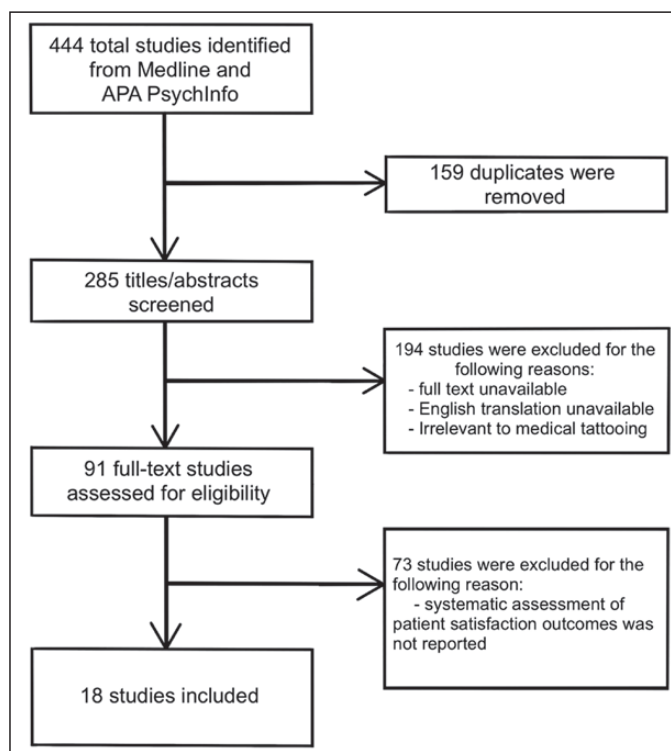 444 total studies identified
from Medline and
APA PsychInfo
159 duplicates were
removed
285 titles/abstracts
screened
194 studies were excluded for the
following reasons:
- full text unavailable
- English translation unavailable
- Irrelevant to medical tattooing
91 full-text studies
assessed for eligibility
73 studies were excluded for the
following reason:
- systematic assessment of
patient satisfaction outcomes was
not reported
18 studies included